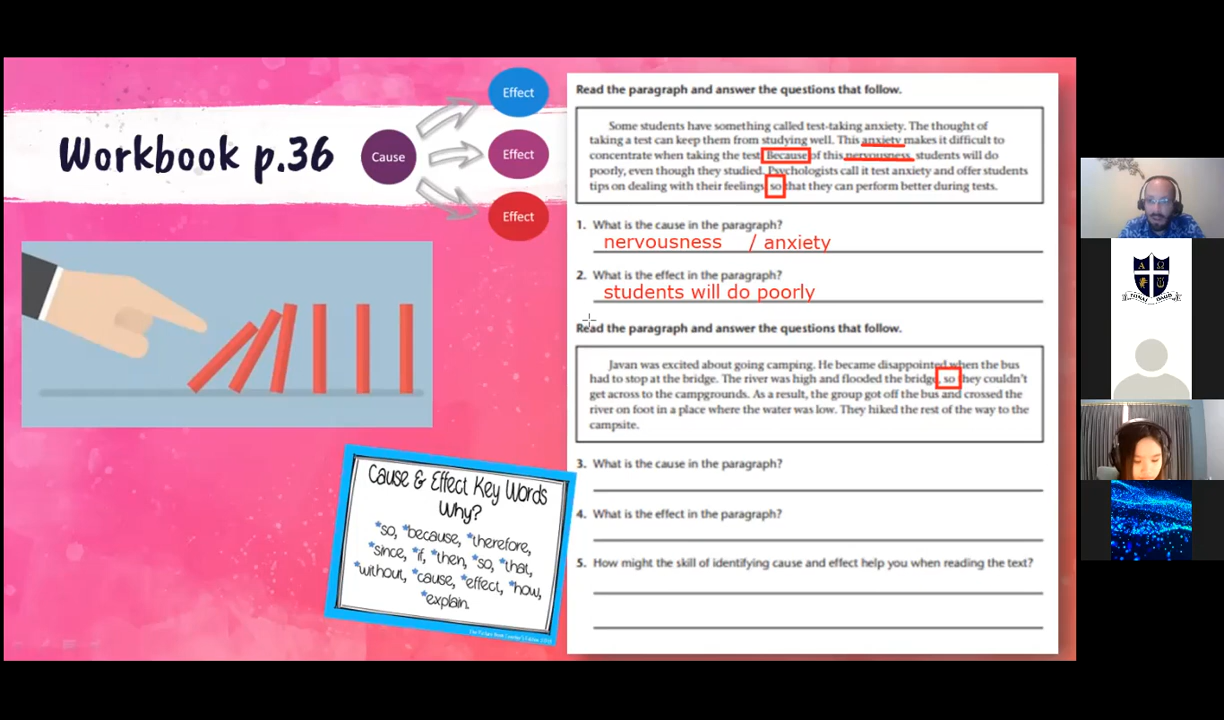 Workbook p.36
Cause
Effect
Effect
Effect
Read the paragraph and answer the questions that follow.
Some students have something called test-taking anxiety. The thought of
taking a test can keep them from studying well. This anxiety makes it difficult to
concentrate when taking the test. Because of this nervousness, students will do
poorly, even though they studied. Psychologists call it test anxiety and offer students
tips on dealing with their feelings so that they can perform better during tests.
1. What is the cause in the paragraph?
nervousness / anxiety
2. What is the effect in the paragraph?
students will do poorly
Read the paragraph and answer the questions that follow.
Javan was excited about going camping. He became disappointed when the bus
had to stop at the bridge. The river was high and flooded the bridge, so they couldn't
get across to the campgrounds. As a result, the group got off the bus and crossed the
river on foot in a place where the water was low. They hiked the rest of the way to the
campsite.
3. What is the cause in the paragraph?
4. What is the effect in the paragraph?
5. How might the skill of identifying cause and effect help you when reading the text?
Cause & Effect Key Words
Why?
*so, *because, *therefore,
*since, *if, *then, *so, *that,
*without, *cause, *effect, *how,
*explain.